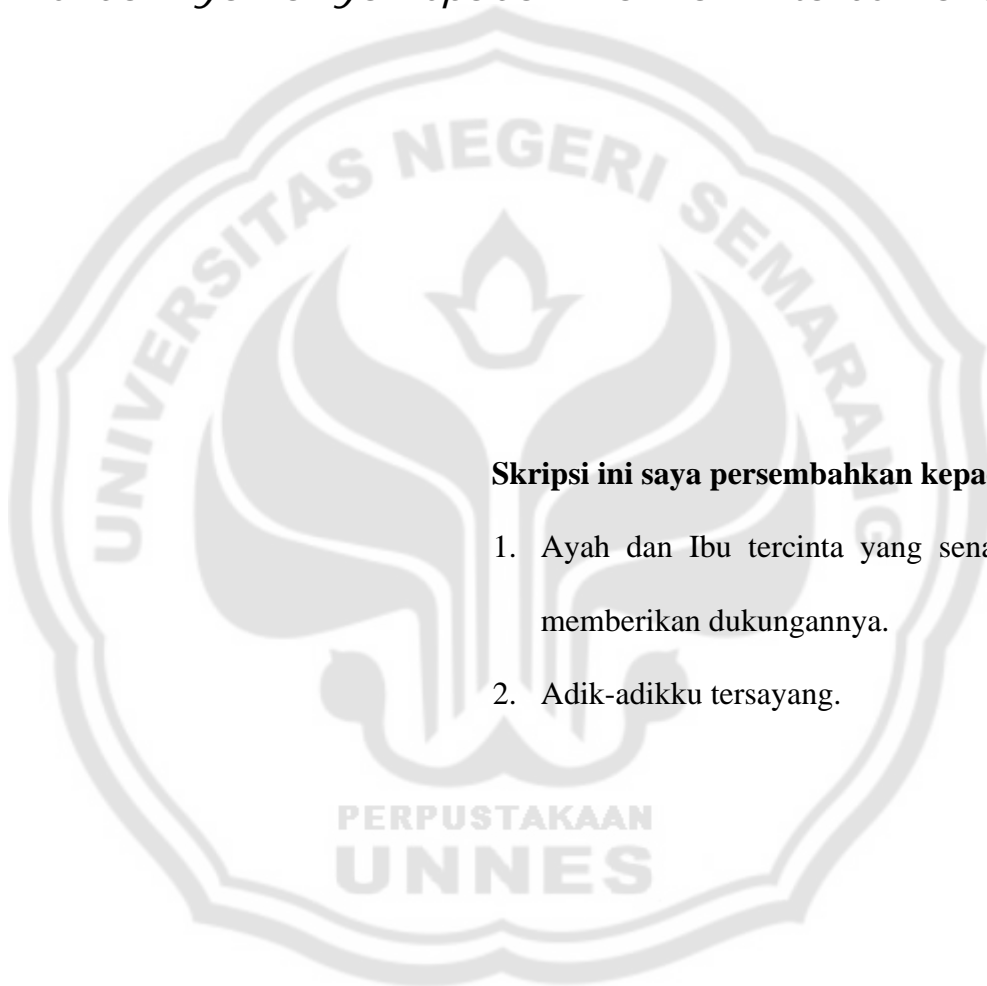 Skripsi ini saya persembahkan kepa
1. Ayah dan Ibu tercinta yang sena
memberikan dukungannya.
2. Adik-adikku tersayang.
UNIVERSITAS NEGERI SEMARANG
PERPUSTAKAAN
UNNES